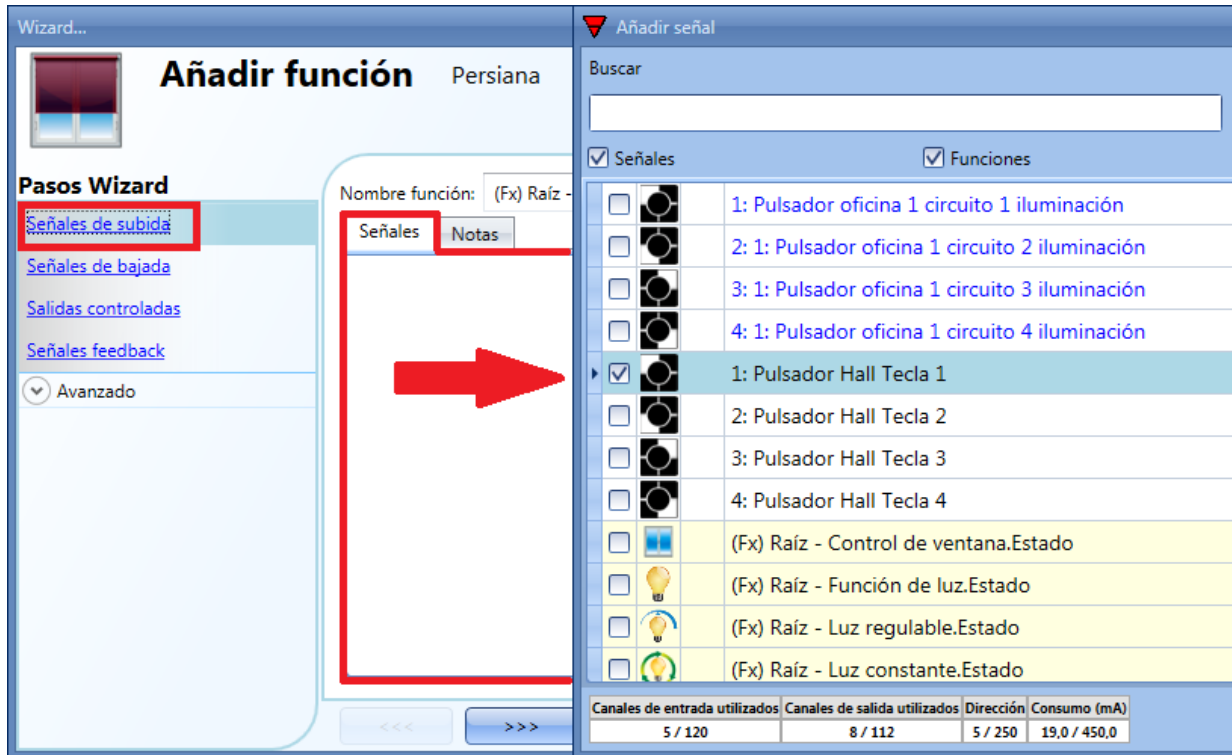 Wizard...
Añadir función Persiana
Pasos Wizard
Señales de subida
Señales de bajada
Salidas controladas
Señales feedback
Avanzado
Nombre función: (Fx) Raíz -
Señales Notas
<<< >>>
Añadir señal
Buscar
Señales Funciones
1: Pulsador oficina 1 circuito 1 iluminación
2: 1: Pulsador oficina 1 circuito 2 iluminación
3: 1: Pulsador oficina 1 circuito 3 iluminación
4: 1: Pulsador oficina 1 circuito 4 iluminación
1: Pulsador Hall Tecla 1
2: Pulsador Hall Tecla 2
3: Pulsador Hall Tecla 3
4: Pulsador Hall Tecla 4
(Fx) Raíz - Control de ventana.Estado
(Fx) Raíz - Función de luz.Estado
(Fx) Raíz - Luz regulable.Estado
(Fx) Raíz - Luz constante.Estado
Canales de entrada utilizados Canales de salida utilizados Dirección Consumo (mA)
5 / 120 8 / 112 5 / 250 19,0 / 450,0